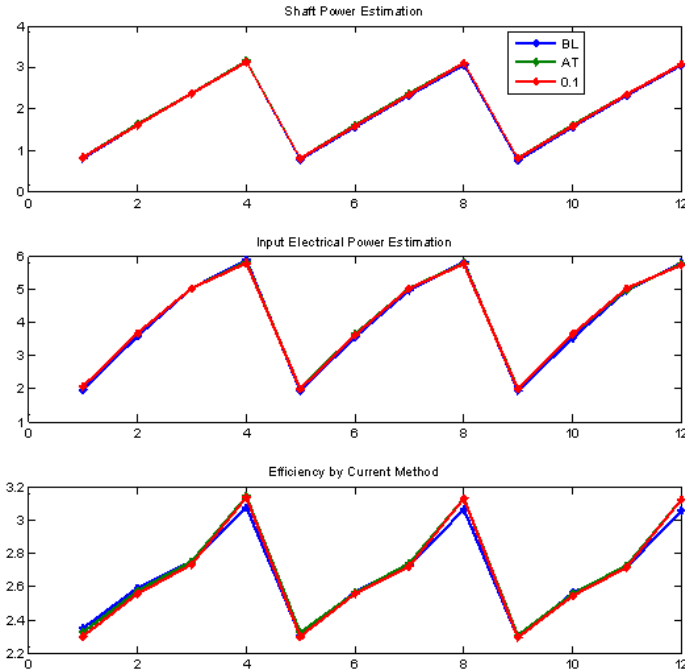 Shaft Power Estimation
4
3
2
1
0
0 2 4 6 8 10 12
BL
AT
0.1
Input Electrical Power Estimation
6
5
4
3
2
1
0 2 4 6 8 10 12
Efficiency by Current Method
3.2
3
2.8
2.6
2.4
2.2
0 2 4 6 8 10 12